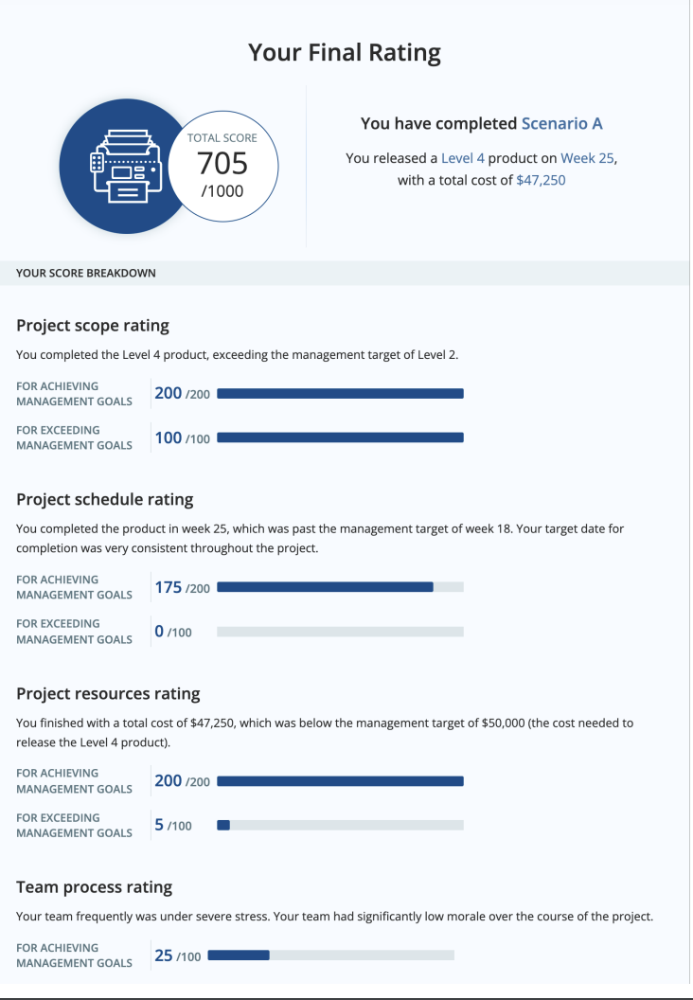 Your Final Rating
TOTAL SCORE
705
/1000
You have completed Scenario A
You released a Level 4 product on Week 25,
with a total cost of $47,250
YOUR SCORE BREAKDOWN
Project scope rating
You completed the Level 4 product, exceeding the management target of Level 2.
FOR ACHIEVING
MANAGEMENT GOALS
200 /200
FOR EXCEEDING
MANAGEMENT GOALS
100 /100
Project schedule rating
You completed the product in week 25, which was past the management target of week 18. Your target date for
completion was very consistent throughout the project.
FOR ACHIEVING
MANAGEMENT GOALS
175 /200
FOR EXCEEDING
MANAGEMENT GOALS
0 /100
Project resources rating
You finished with a total cost of $47,250, which was below the management target of $50,000 (the cost needed to
release the Level 4 product).
FOR ACHIEVING
MANAGEMENT GOALS
200 /200
FOR EXCEEDING
MANAGEMENT GOALS
5 /100
Team process rating
Your team frequently was under severe stress. Your team had significantly low morale over the course of the project.
FOR ACHIEVING
MANAGEMENT GOALS
25 /100